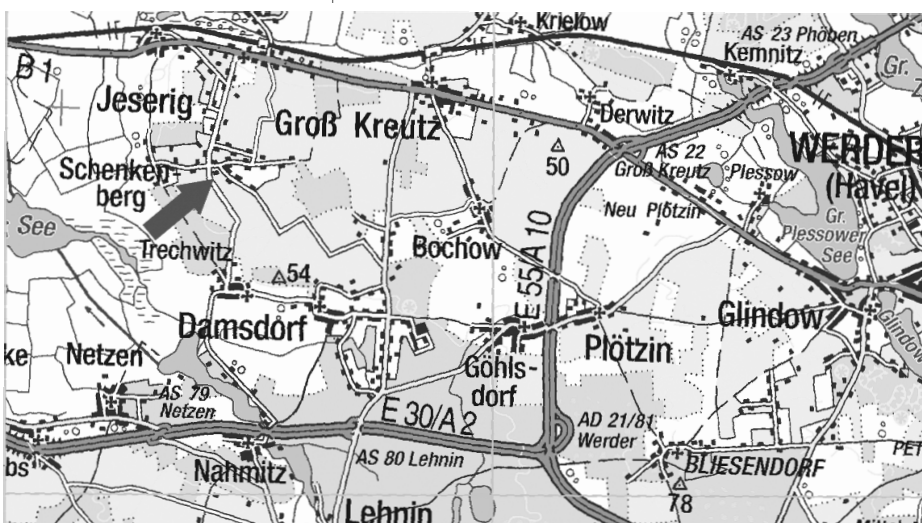 Krielow
AS 23 Phöben
Kemnitz
B 1
Gr.
Jeserig
Groß Kreutz
Derwitz
50
AS 22
Groß Kreutz
Plessow
WERDER
(Havel)
Schenken-
berg
Neu Plötzin
Gr.
Plessower
See
See
Trechwitz
Bochow
E 55/A 10
54
Damsdorf
Glindow
Plötzin
ke
Netzen
Göhls-
dorf
AS 79
Netzen
E 30/A2
AD 21/81
Werder
bs
Nahmitz
AS 80 Lehnin
BLIESENDORF
PET
78
Lehnin